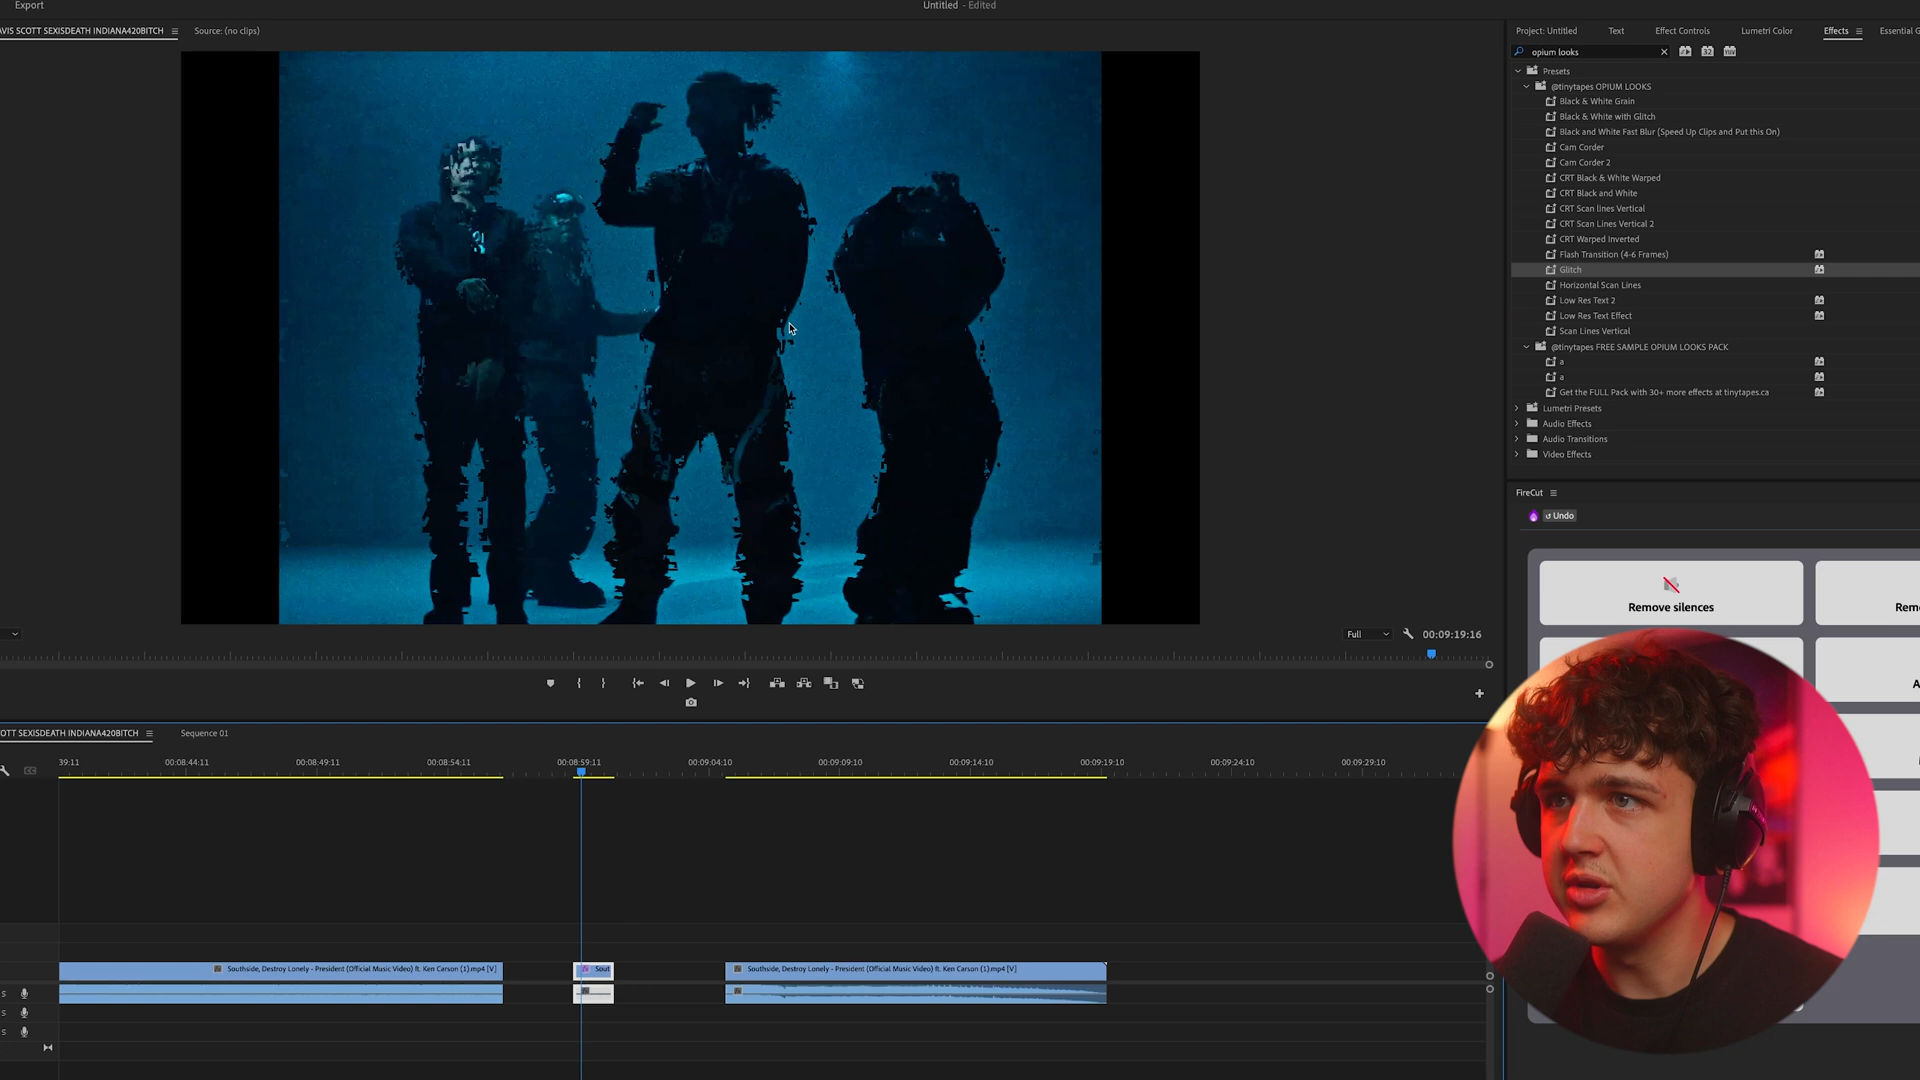 Export
Untitled - Edited
AVIS SCOTT SEXISDEATH INDIANA420BITCH
Source: (no clips)
Project: Untitled
Text
Effect Controls
Lumetri Color
Effects
Essential G
opium looks
Presets
@tinytapes OPIUM LOOKS
Black & White Grain
Black & White with Glitch
Black and White Fast Blur (Speed Up Clips and Put this On)
Cam Corder
Cam Corder 2
CRT Black & White Warped
CRT Black and White
CRT Scan lines Vertical
CRT Scan Lines Vertical 2
CRT Warped Inverted
Flash Transition (4-6 Frames)
Glitch
Horizontal Scan Lines
Low Res Text 2
Low Res Text Effect
Scan Lines Vertical
@tinytapes FREE SAMPLE OPIUM LOOKS PACK
a
a
Get the FULL Pack with 30+ more effects at tinytapes.ca
Lumetri Presets
Audio Effects
Audio Transitions
Video Effects
FireCut
Undo
Remove silences
Rem
A
Full
00:09:19:16
OTT SEXISDEATH INDIANA420BITCH
Sequence 01
39:11
00:08:44:11
00:08:49:11
00:08:54:11
00:08:59:11
00:09:04:10
00:09:09:10
00:09:14:10
00:09:19:10
00:09:24:10
00:09:29:10
Southside, Destroy Lonely - President (Official Music Video) ft. Ken Carson (1).mp4 [V]
Sout
Southside, Destroy Lonely - President (Official Music Video) ft. Ken Carson (1).mp4 [V]
S
S
S